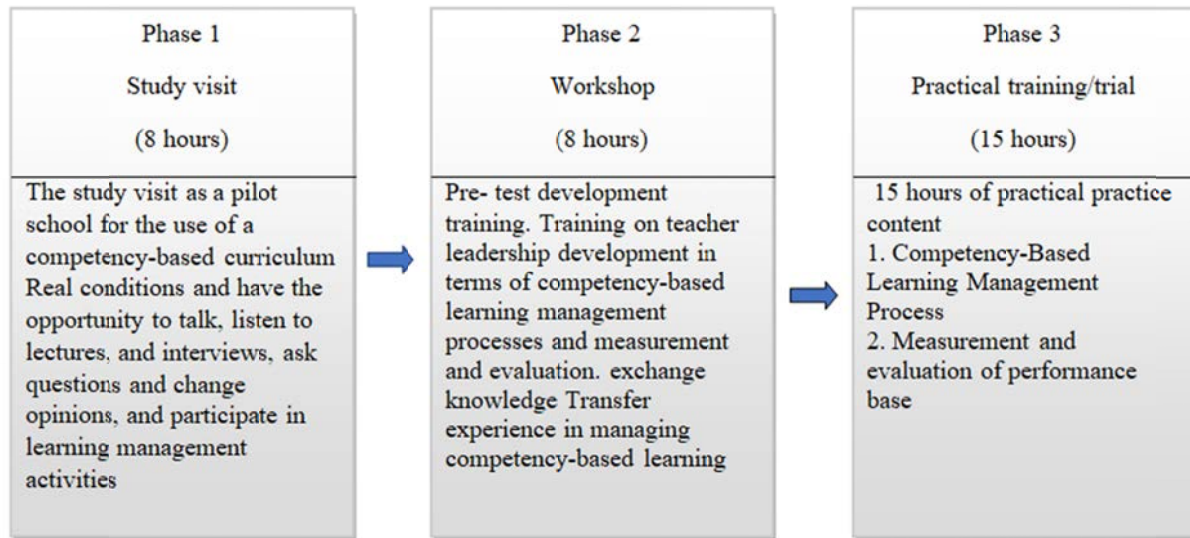 Phase 1
Study visit
(8 hours)
The study visit as a pilot
school for the use of a
competency-based curriculum
Real conditions and have the
opportunity to talk, listen to
lectures, and interviews, ask
questions and change
opinions, and participate in
learning management
activities
Phase 2
Workshop
(8 hours)
Pre- test development
training. Training on teacher
leadership development in
terms of competency-based
learning management
processes and measurement
and evaluation. exchange
knowledge Transfer
experience in managing
competency-based learning
Phase 3
Practical training/trial
(15 hours)
15 hours of practical practice
content
1. Competency-Based
Learning Management
Process
2. Measurement and
evaluation of performance
base